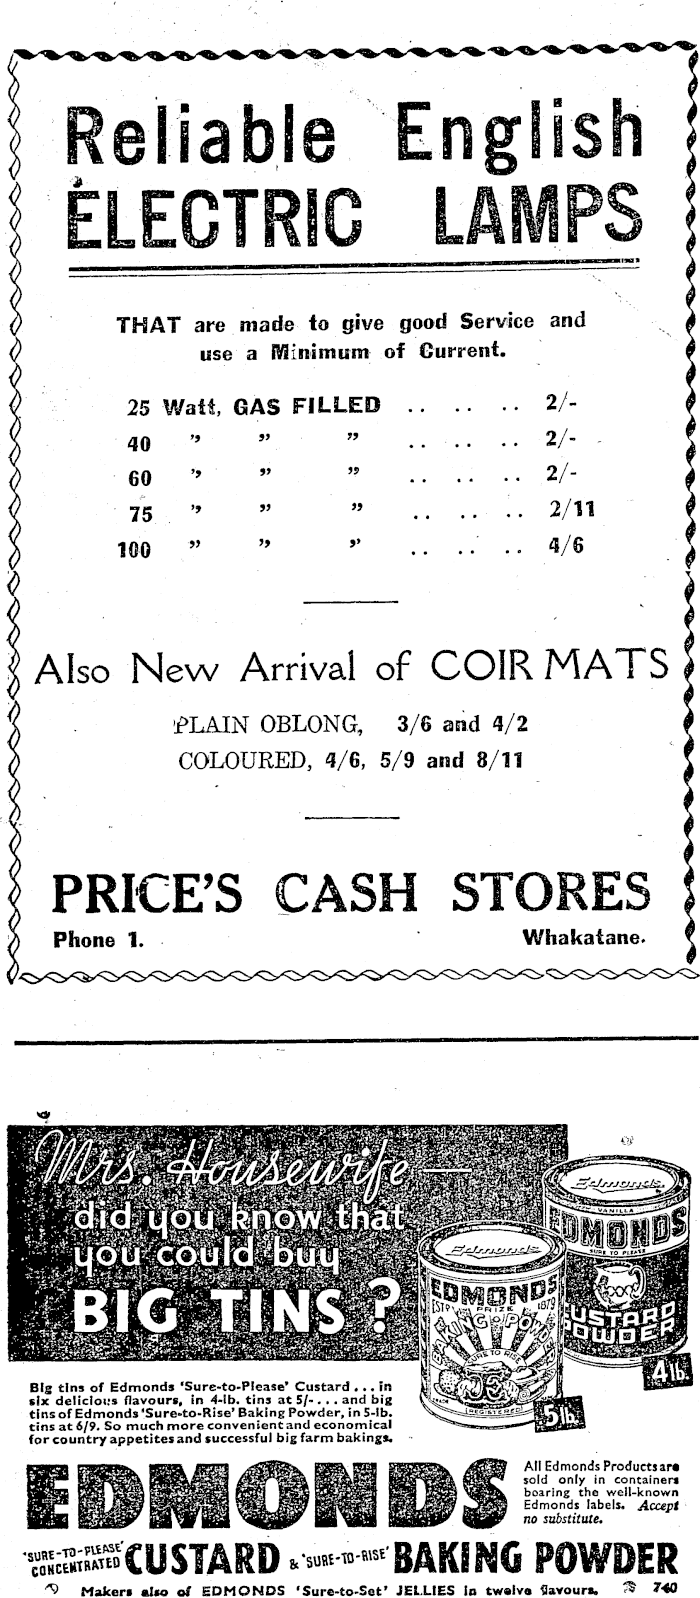 Reliable English
ELECTRIC LAMPS
THAT are made to give good Service and
use a Minimum of Current.
25 Watt, GAS FILLED .. .. .. 2/-
40 ” ” ” .. .. .. 2/-
60 ” ” ” .. .. .. 2/-
75 ” ” ” .. .. .. 2/11
100 ” ” ” .. .. .. 4/6
Also New Arrival of COIR MATS
PLAIN OBLONG, 3/6 and 4/2
COLOURED, 4/6, 5/9 and 8/11
PRICE'S CASH STORES
Phone 1. Whakatane.
Mrs. Housewife—
did you know that
you could buy
BIG TINS ?
Edmonds
VANILLA
EDMONDS
SURE TO PLEASE
CUSTARD
POWDER
4lb.
Edmonds
EDMONDS
ESTD PRIZE 1879
BAKING POWDER
SURE TO RISE
TRADE
REGISTERED
5lb.
Big tins of Edmonds 'Sure-to-Please' Custard . . . in
six delicious flavours, in 4-lb. tins at 5/- . . . and big
tins of Edmonds 'Sure-to-Rise' Baking Powder, in 5-lb.
tins at 6/9. So much more convenient and economical
for country appetites and successful big farm bakings.
EDMONDS
All Edmonds Products are
sold only in containers
bearing the well-known
Edmonds labels. Accept
no substitute.
'SURE-TO-PLEASE'
CONCENTRATED CUSTARD & 'SURE-TO-RISE' BAKING POWDER
Makers also of EDMONDS 'Sure-to-Set' JELLIES in twelve flavours. 740